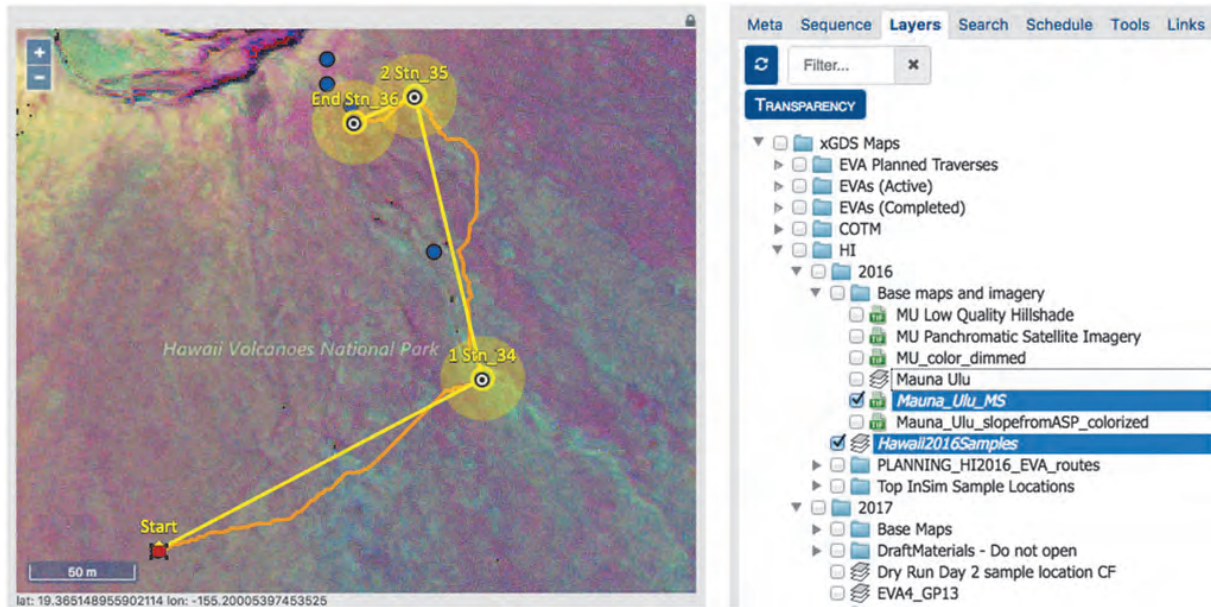 +
−
2 Stn_35
End Stn_36
Hawaii Volcanoes National Park
1 Stn_34
Start
50 m
lat: 19.365148955902114 lon: -155.20005397453525
Meta Sequence Layers Search Schedule Tools Links
Filter...
TRANSPARENCY
xGDS Maps
EVA Planned Traverses
EVAs (Active)
EVAs (Completed)
COTM
HI
2016
Base maps and imagery
MU Low Quality Hillshade
MU Panchromatic Satellite Imagery
MU_color_dimmed
Mauna Ulu
Mauna_Ulu_MS
Mauna_Ulu_slopefromASP_colorized
Hawaii2016Samples
PLANNING_HI2016_EVA_routes
Top InSim Sample Locations
2017
Base Maps
DraftMaterials - Do not open
Dry Run Day 2 sample location CF
EVA4_GP13